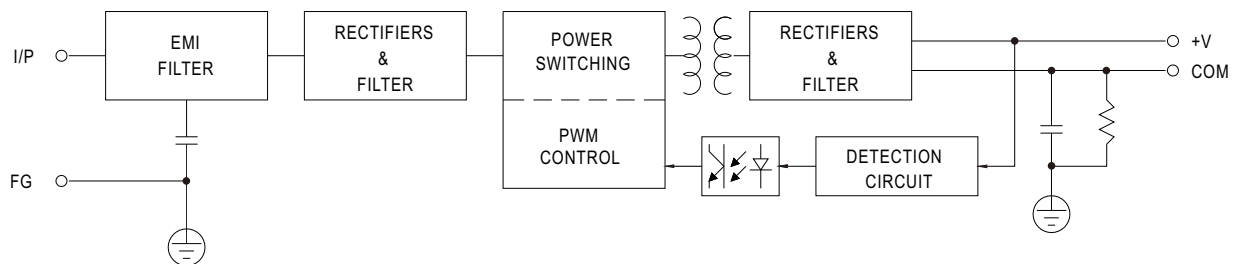 I/P
EMI
FILTER
RECTIFIERS
&
FILTER
POWER
SWITCHING
RECTIFIERS
&
FILTER
+V
COM
PWM
CONTROL
DETECTION
CIRCUIT
FG